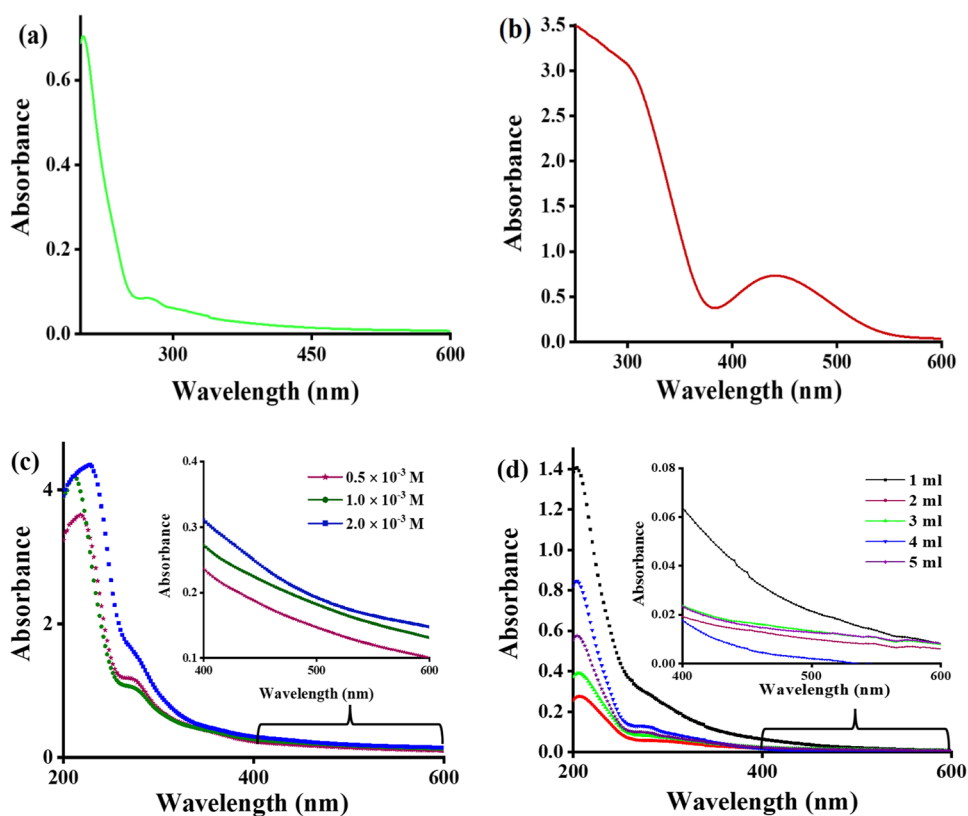 (a)
Absorbance
0.6
0.4
0.2
0.0
300 450 600
Wavelength (nm)
(b)
Absorbance
3.5
3.0
2.5
2.0
1.5
1.0
0.5
0.0
300 400 500 600
Wavelength (nm)
(c)
Absorbance
4
2
0
200 400 600
Wavelength (nm)
Absorbance
0.4
0.3
0.2
0.1
400 500 600
Wavelength (nm)
0.5 × 10⁻³ M
1.0 × 10⁻³ M
2.0 × 10⁻³ M
(d)
Absorbance
1.4
1.2
1.0
0.8
0.6
0.4
0.2
0.0
200 400 600
Wavelength (nm)
Absorbance
0.08
0.06
0.04
0.02
0.00
400 500 600
Wavelength (nm)
1 ml
2 ml
3 ml
4 ml
5 ml